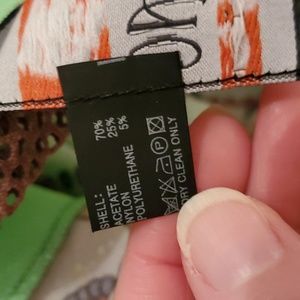 SHELL:
ACETATE 70%
NYLON 25%
POLYURETHANE 5%
DRY CLEAN ONLY